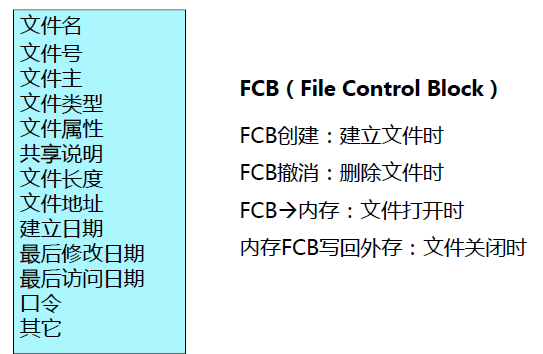 文件名
文件号
文件主
文件类型
文件属性
共享说明
文件长度
文件地址
建立日期
最后修改日期
最后访问日期
口令
其它
FCB（File Control Block）
FCB创建：建立文件时
FCB撤消：删除文件时
FCB→内存：文件打开时
内存FCB写回外存：文件关闭时